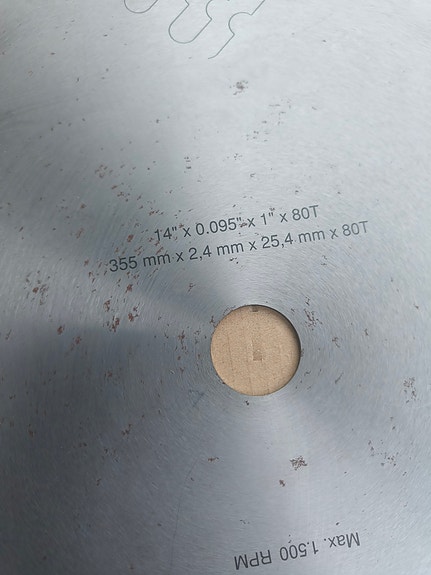 14" x 0.095" x 1" x 80T
355 mm x 2,4 mm x 25,4 mm x 80T
Max. 1.500 RPM